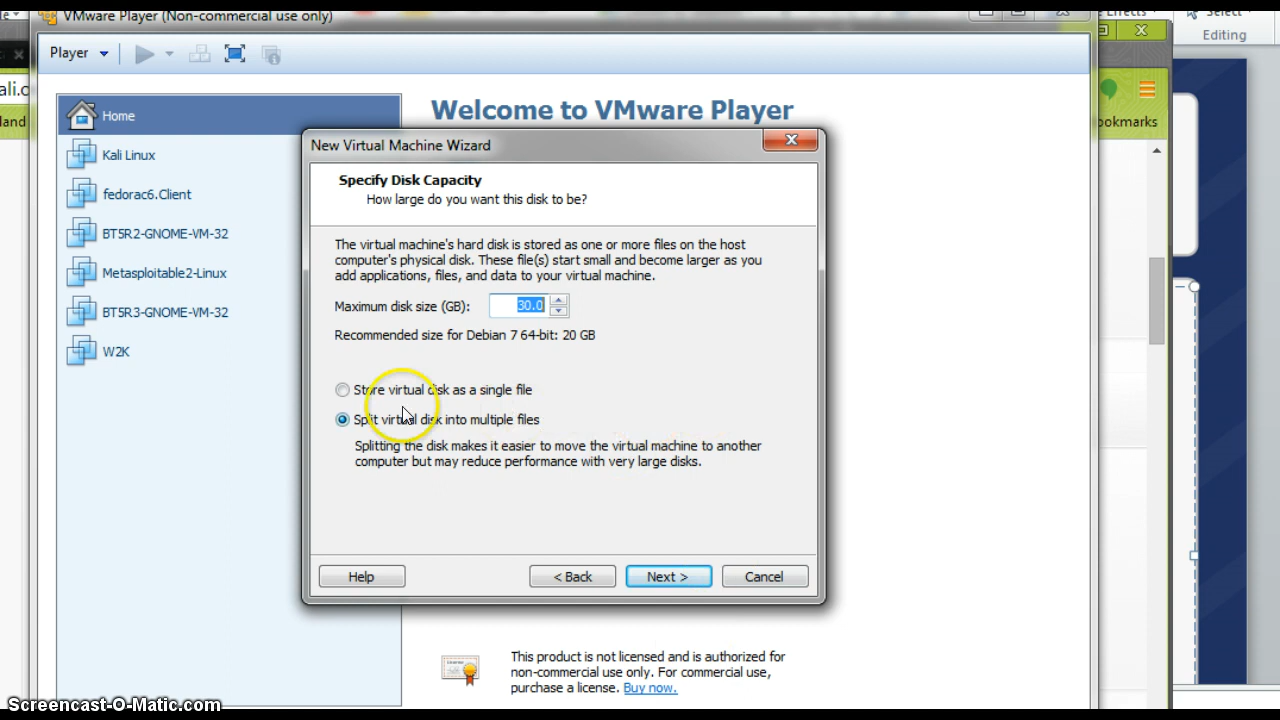 VMware Player (Non-commercial use only)
Effects
Select
Editing
Player
ali.c
land
ookmarks
Home
Kali Linux
fedorac6.Client
BT5R2-GNOME-VM-32
Metasploitable2-Linux
BT5R3-GNOME-VM-32
W2K
Welcome to VMware Player
New Virtual Machine Wizard
Specify Disk Capacity
How large do you want this disk to be?
The virtual machine's hard disk is stored as one or more files on the host
computer's physical disk. These file(s) start small and become larger as you
add applications, files, and data to your virtual machine.
Maximum disk size (GB): 30.0
Recommended size for Debian 7 64-bit: 20 GB
Store virtual disk as a single file
Split virtual disk into multiple files
Splitting the disk makes it easier to move the virtual machine to another
computer but may reduce performance with very large disks.
Help < Back Next > Cancel
This product is not licensed and is authorized for
non-commercial use only. For commercial use,
purchase a license. Buy now.
Screencast-O-Matic.com